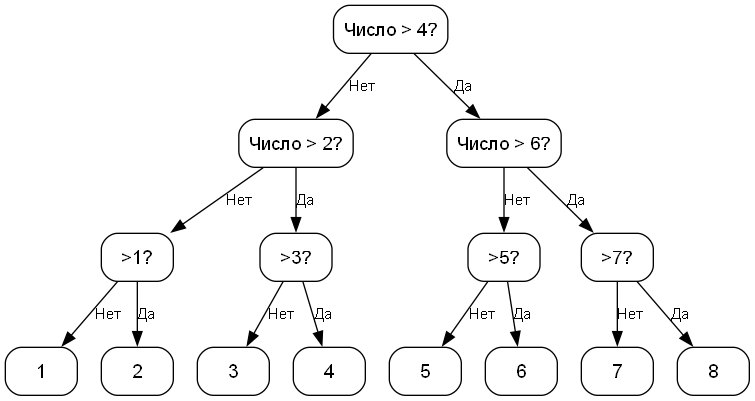 Число > 4?
Нет
Да
Число > 2?
Число > 6?
Нет
Да
Нет
Да
>1?
>3?
>5?
>7?
Нет
Да
Нет
Да
Нет
Да
Нет
Да
1
2
3
4
5
6
7
8